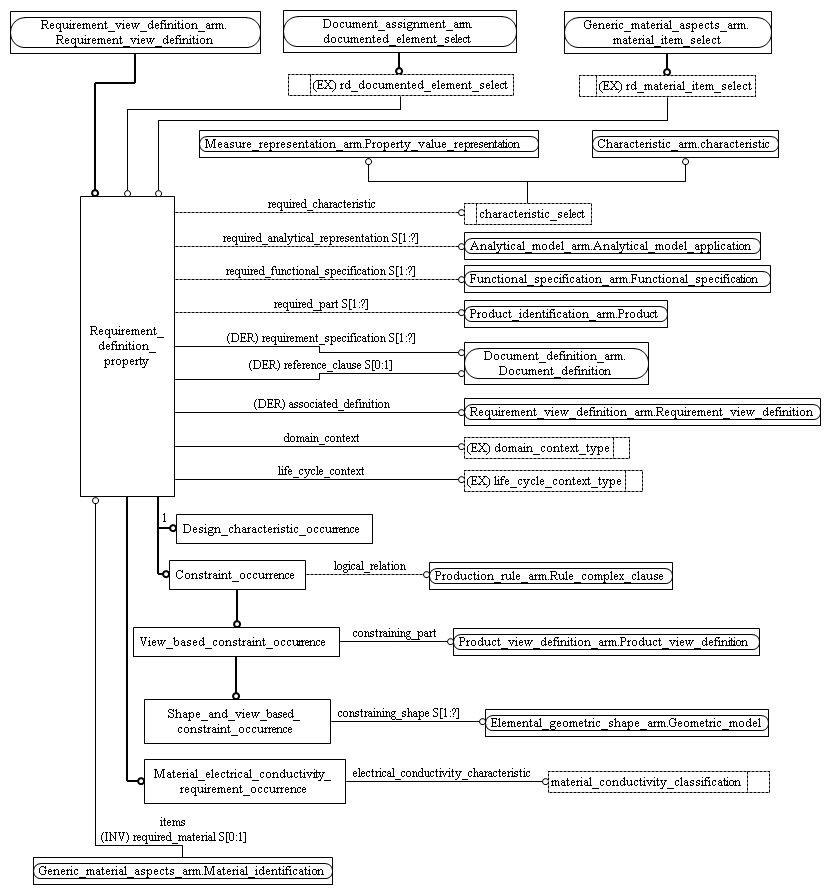 Requirement_view_definition_arm.
Requirement_view_definition
Document_assignment_arm.
documented_element_select
Generic_material_aspects_arm.
material_item_select
(EX) rd_documented_element_select
(EX) rd_material_item_select
Measure_representation_arm.Property_value_representation
Characteristic_arm.characteristic
required_characteristic
characteristic_select
required_analytical_representation S[1:?]
Analytical_model_arm.Analytical_model_application
required_functional_specification S[1:?]
Functional_specification_arm.Functional_specification
required_part S[1:?]
Product_identification_arm.Product
Requirement_
definition_
property
(DER) requirement_specification S[1:?]
(DER) reference_clause S[0:1]
Document_definition_arm.
Document_definition
(DER) associated_definition
Requirement_view_definition_arm.Requirement_view_definition
domain_context
(EX) domain_context_type
life_cycle_context
(EX) life_cycle_context_type
1
Design_characteristic_occurrence
Constraint_occurrence
logical_relation
Production_rule_arm.Rule_complex_clause
View_based_constraint_occurrence
constraining_part
Product_view_definition_arm.Product_view_definition
Shape_and_view_based_
constraint_occurrence
constraining_shape S[1:?]
Elemental_geometric_shape_arm.Geometric_model
Material_electrical_conductivity_
requirement_occurrence
electrical_conductivity_characteristic
material_conductivity_classification
items
(INV) required_material S[0:1]
Generic_material_aspects_arm.Material_identification